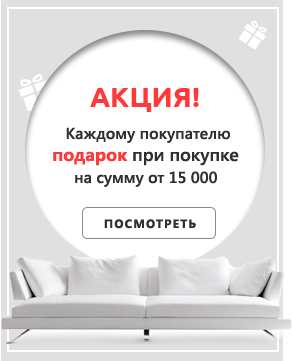 АКЦИЯ!
Каждому покупателю
подарок при покупке
на сумму от 15 000
ПОСМОТРЕТЬ